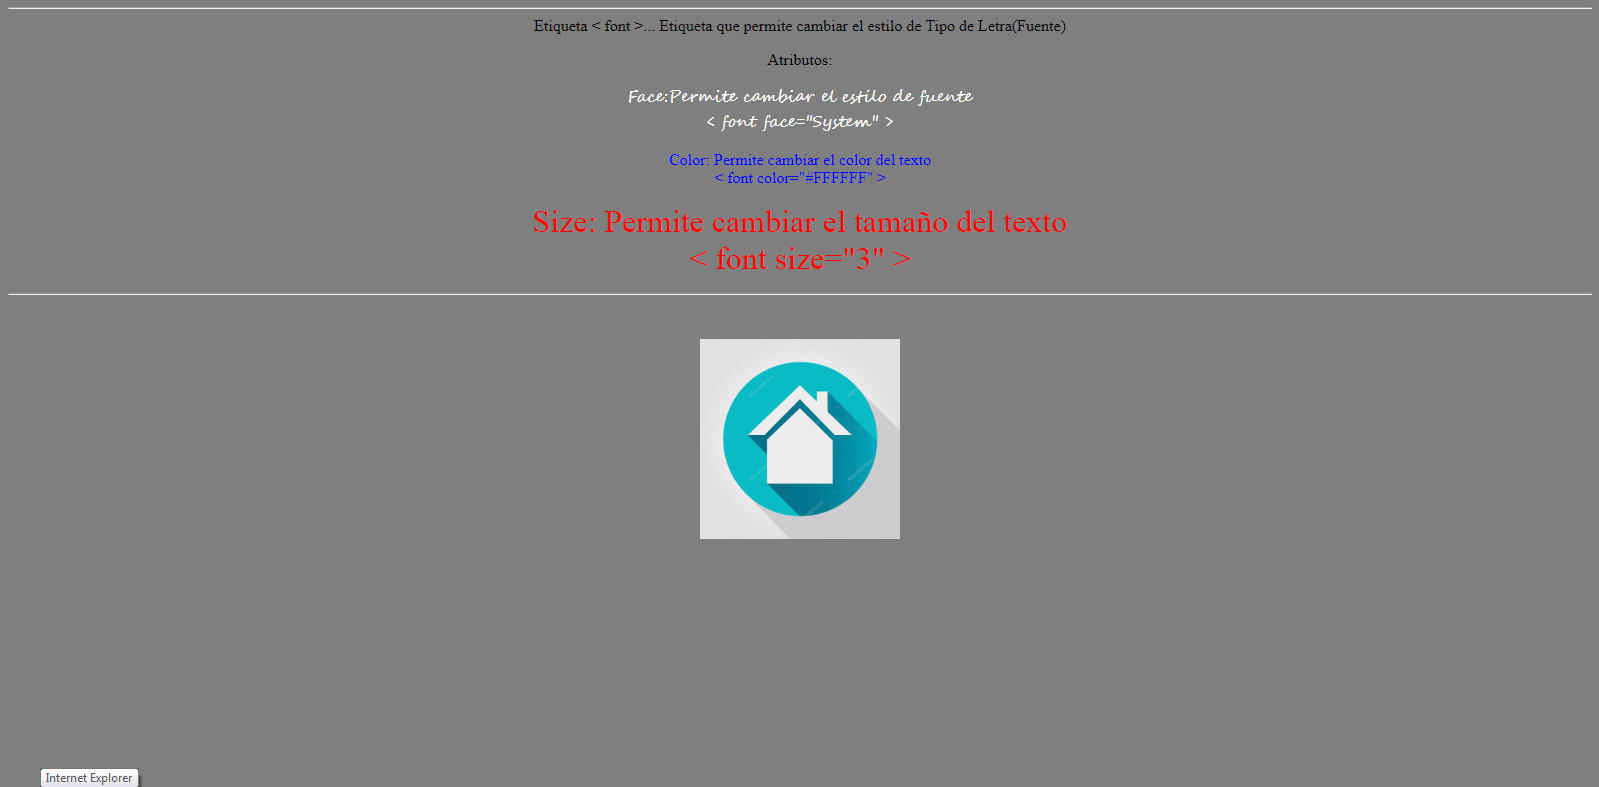 Etiqueta < font >... Etiqueta que permite cambiar el estilo de Tipo de Letra(Fuente)
Atributos:
Face:Permite cambiar el estilo de fuente
< font face="System" >
Color: Permite cambiar el color del texto
< font color="#FFFFFF" >
Size: Permite cambiar el tamaño del texto
< font size="3" >
Internet Explorer